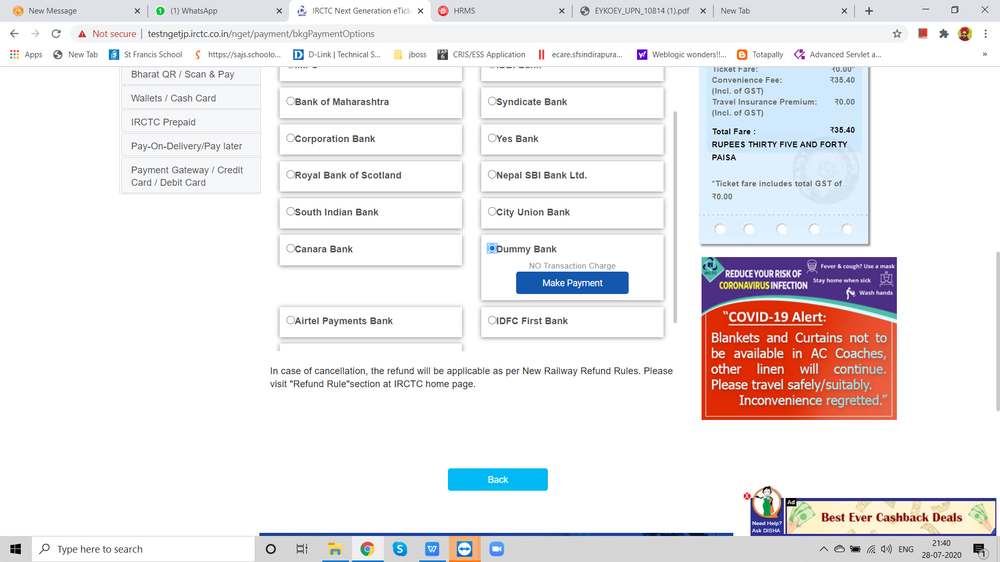 New Message
(1) WhatsApp
IRCTC Next Generation eTick
HRMS
EYKOEY_UPN_10814 (1).pdf
New Tab
Not secure
testngetjp.irctc.co.in/nget/payment/bkgPaymentOptions
Apps
New Tab
St Francis School
https://sajs.schoolo...
D-Link | Technical S...
jboss
EAP 6
CRIS/ESS Application
ecare.sfsindirapura...
Weblogic wonders!!...
Totapally
Advanced Servlet a...
»
Bharat QR / Scan & Pay
Wallets / Cash Card
IRCTC Prepaid
Pay-On-Delivery/Pay later
Payment Gateway / Credit
Card / Debit Card
Bank of Maharashtra
Syndicate Bank
Corporation Bank
Yes Bank
Royal Bank of Scotland
Nepal SBI Bank Ltd.
South Indian Bank
City Union Bank
Canara Bank
Dummy Bank
NO Transaction Charge
Make Payment
Airtel Payments Bank
IDFC First Bank
In case of cancellation, the refund will be applicable as per New Railway Refund Rules. Please
visit "Refund Rule"section at IRCTC home page.
Back
Ticket Fare: ₹0.00*
Convenience Fee: ₹35.40
(Incl. of GST)
Travel Insurance Premium: ₹0.00
(Incl. of GST)
Total Fare : ₹35.40
RUPEES THIRTY FIVE AND FORTY
PAISA
*Ticket fare includes total GST of
₹0.00
IRCTC
REDUCE YOUR RISK OF
CORONAVIRUS INFECTION
Fever & cough? Use a mask
Stay home when sick
Wash hands
"COVID-19 Alert:
Blankets and Curtains not to
be available in AC Coaches,
other linen will continue.
Please travel safely/suitably.
Inconvenience regretted."
X
Need Help?
Ask DISHA
Ad
Best Ever Cashback Deals
Type here to search
ENG
21:40
28-07-2020
1